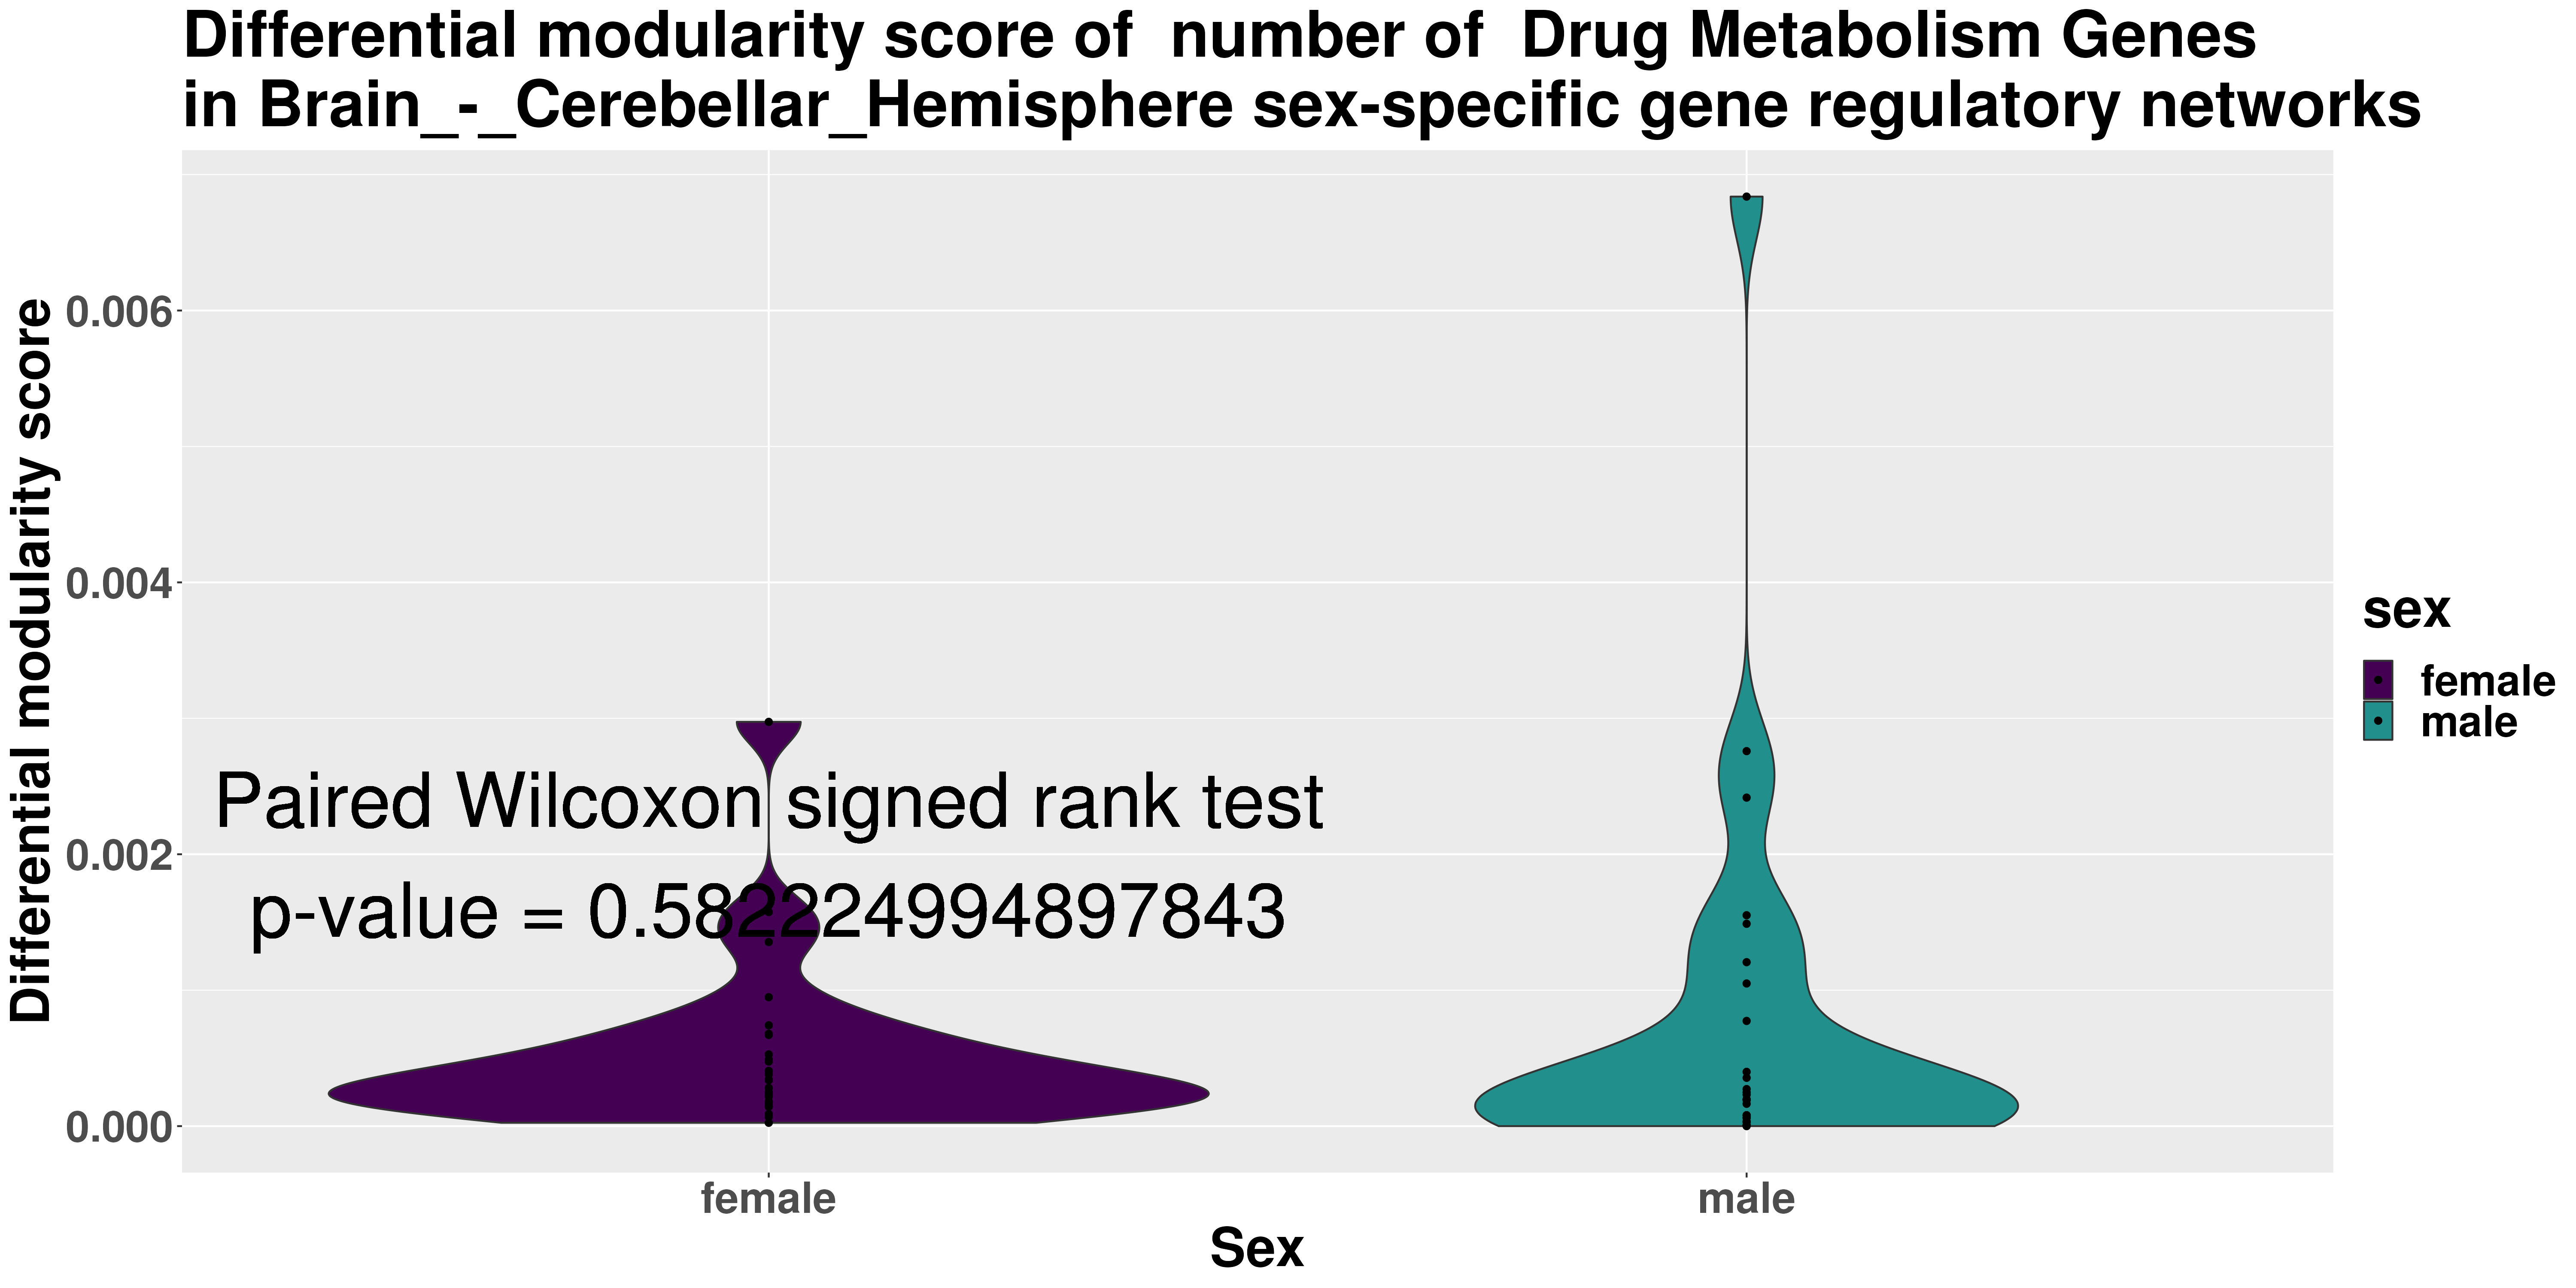 Differential modularity score of  number of  Drug Metabolism Genes
in Brain_-_Cerebellar_Hemisphere sex-specific gene regulatory networks
Differential modularity score
0.006
0.004
0.002
0.000
Paired Wilcoxon signed rank test
p-value = 0.582224994897843
female
male
Sex
sex
female
male